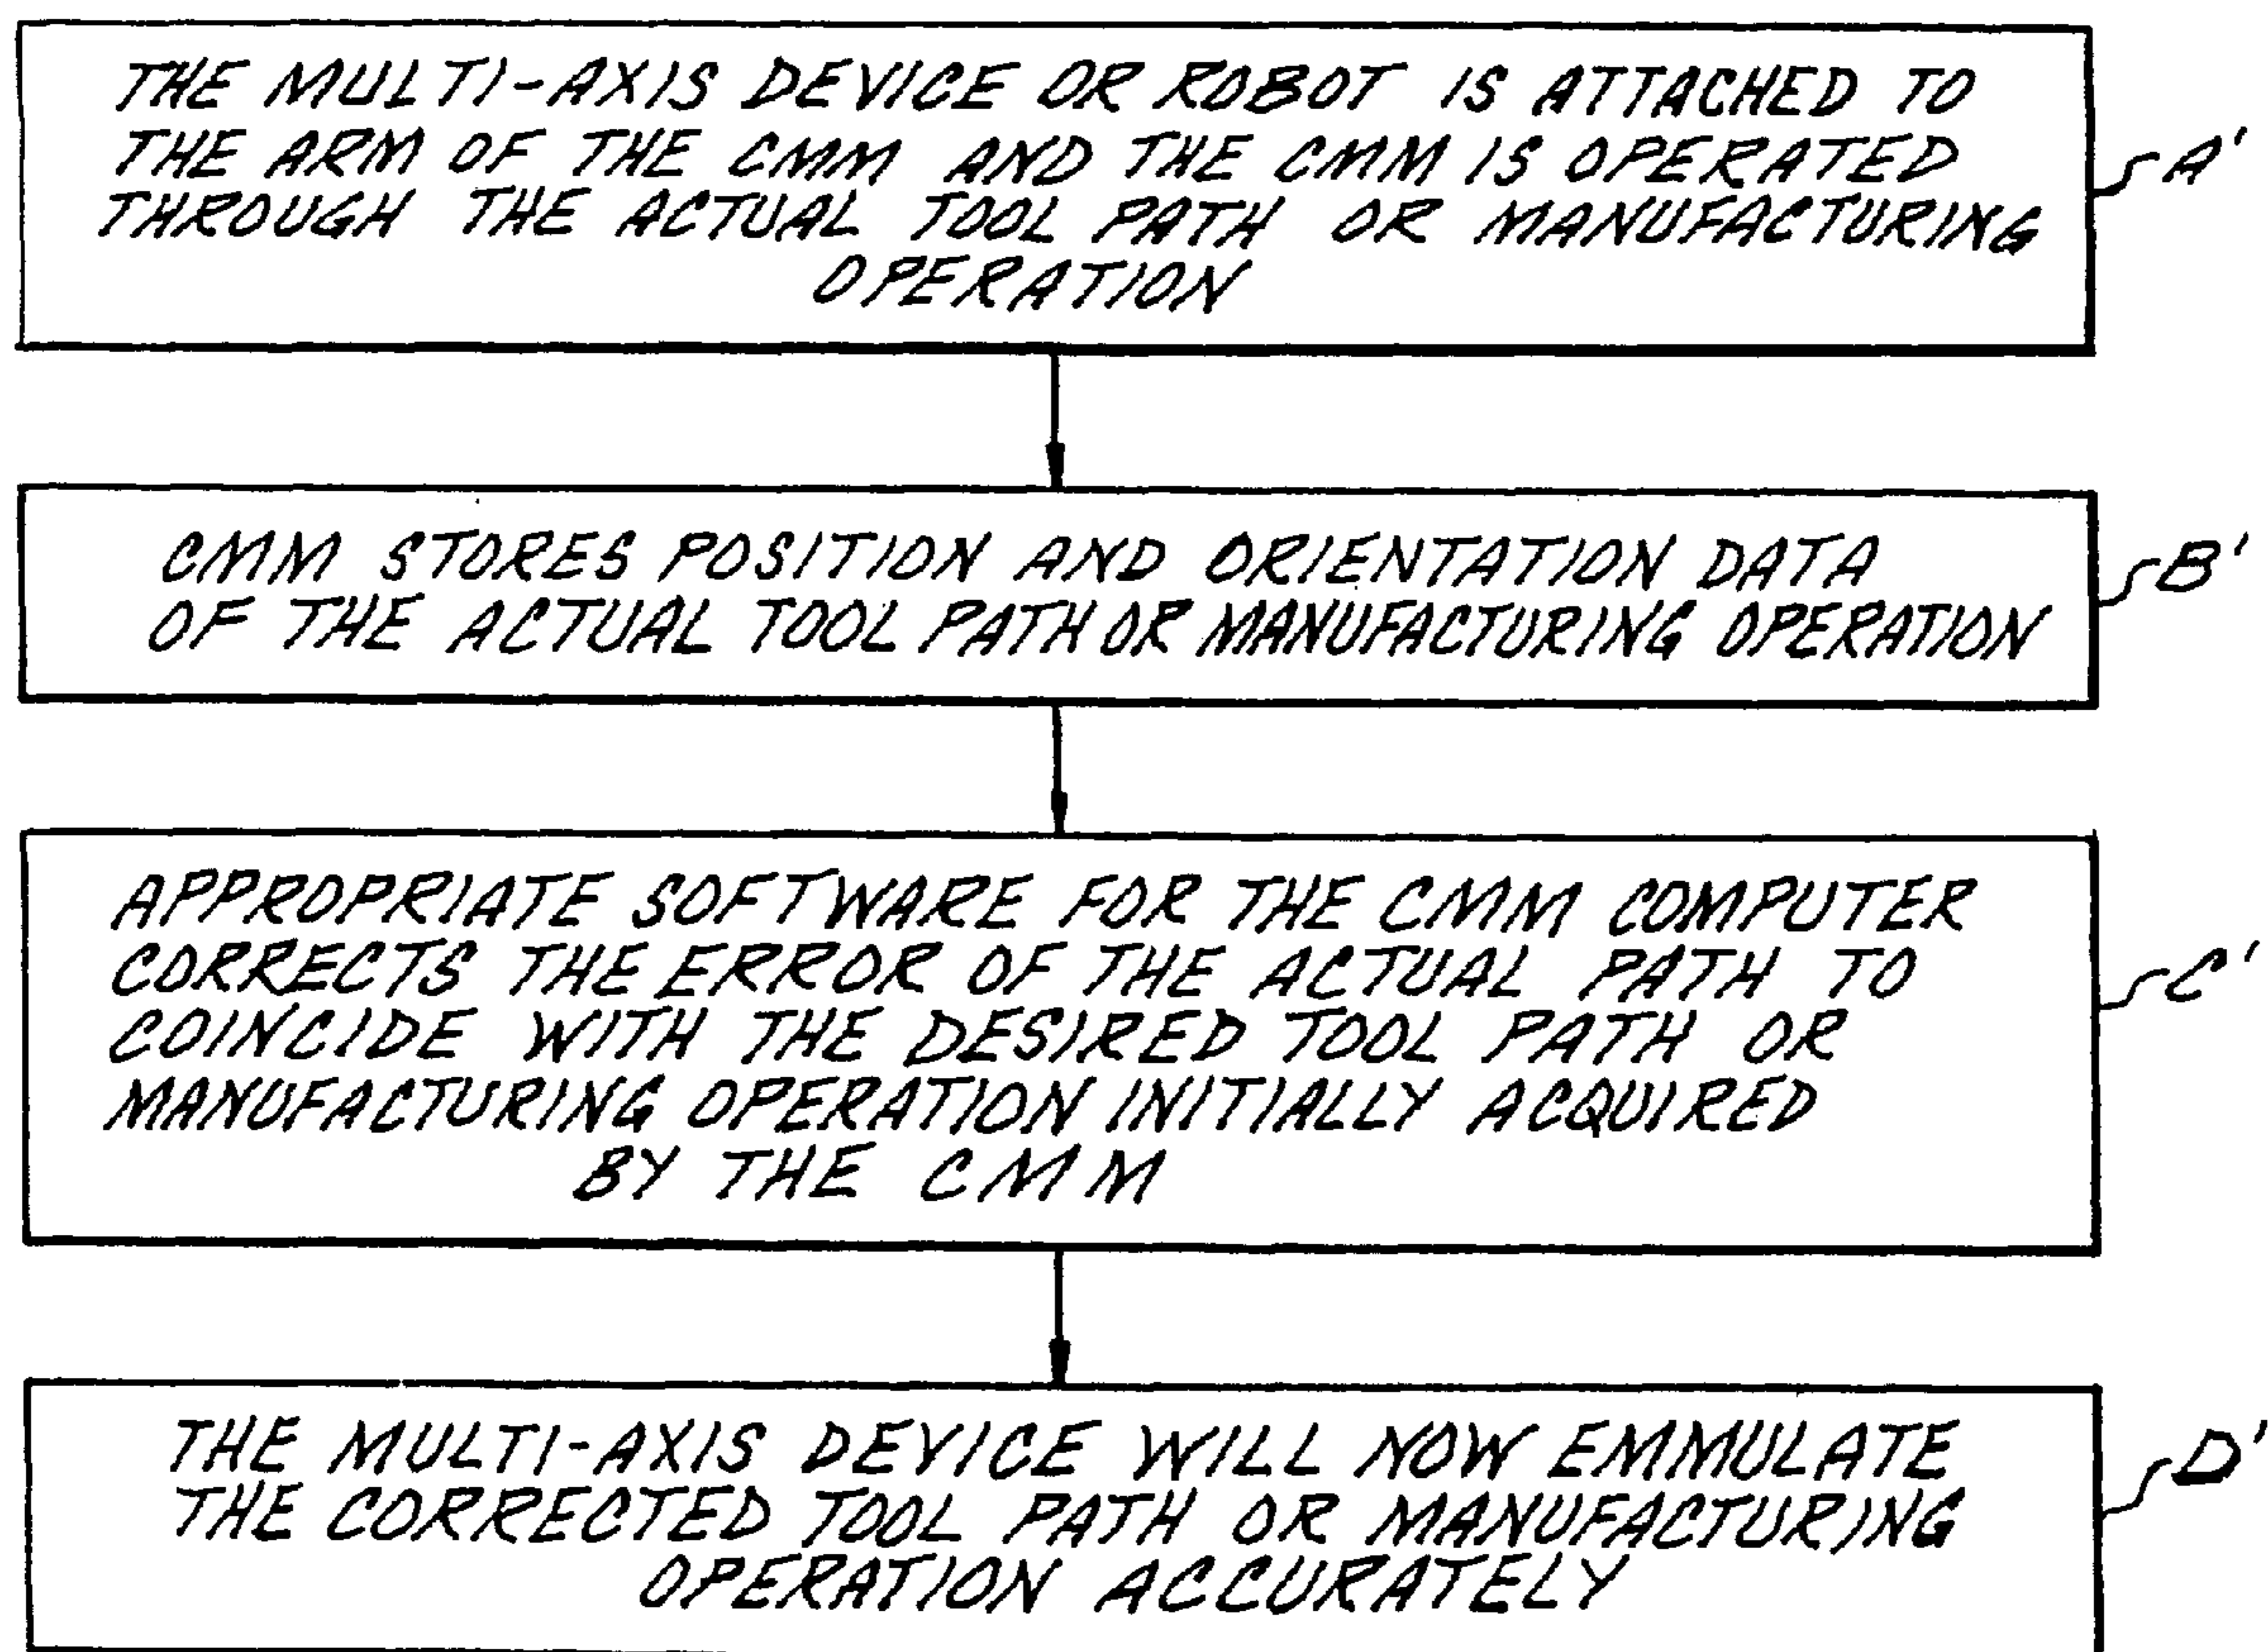 THE MULTI-AXIS DEVICE OR ROBOT IS ATTACHED TO
THE ARM OF THE CMM AND THE CMM IS OPERATED
THROUGH THE ACTUAL TOOL PATH OR MANUFACTURING
OPERATION
A'
CMM STORES POSITION AND ORIENTATION DATA
OF THE ACTUAL TOOL PATH OR MANUFACTURING OPERATION
B'
APPROPRIATE SOFTWARE FOR THE CMM COMPUTER
CORRECTS THE ERROR OF THE ACTUAL PATH TO
COINCIDE WITH THE DESIRED TOOL PATH OR
MANUFACTURING OPERATION INITIALLY ACQUIRED
BY THE CMM
C'
THE MULTI-AXIS DEVICE WILL NOW EMMULATE
THE CORRECTED TOOL PATH OR MANUFACTURING
OPERATION ACCURATELY
D'